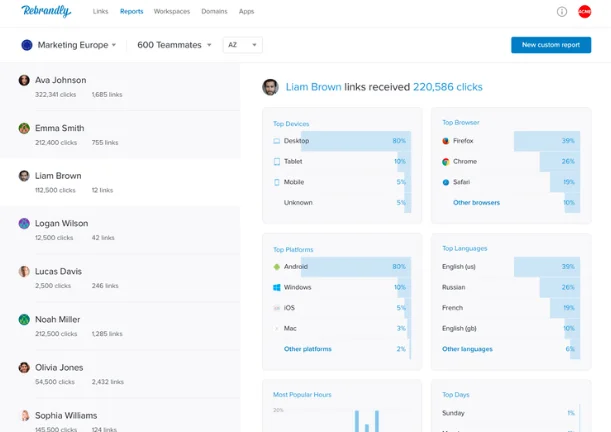 Rebrandly
Links Reports Workspaces Domains Apps
ACME
Marketing Europe 600 Teammates AZ New custom report
Ava Johnson
322,341 clicks 1,685 links
Emma Smith
212,400 clicks 755 links
Liam Brown
112,500 clicks 12 links
Logan Wilson
12,500 clicks 42 links
Lucas Davis
2,500 clicks 246 links
Noah Miller
212,500 clicks 1,285 links
Olivia Jones
54,500 clicks 2,432 links
Sophia Williams
145,500 clicks 124 links
Liam Brown links received 220,586 clicks
Top Devices
Desktop 80%
Tablet 10%
Mobile 5%
Unknown 5%
Top Browser
Firefox 39%
Chrome 26%
Safari 19%
Other browsers 10%
Top Platforms
Android 80%
Windows 10%
iOS 5%
Mac 3%
Other platforms 2%
Top Languages
English (us) 39%
Russian 26%
French 19%
English (gb) 10%
Other languages 6%
Most Popular Hours
20%
Top Days
Sunday 1%